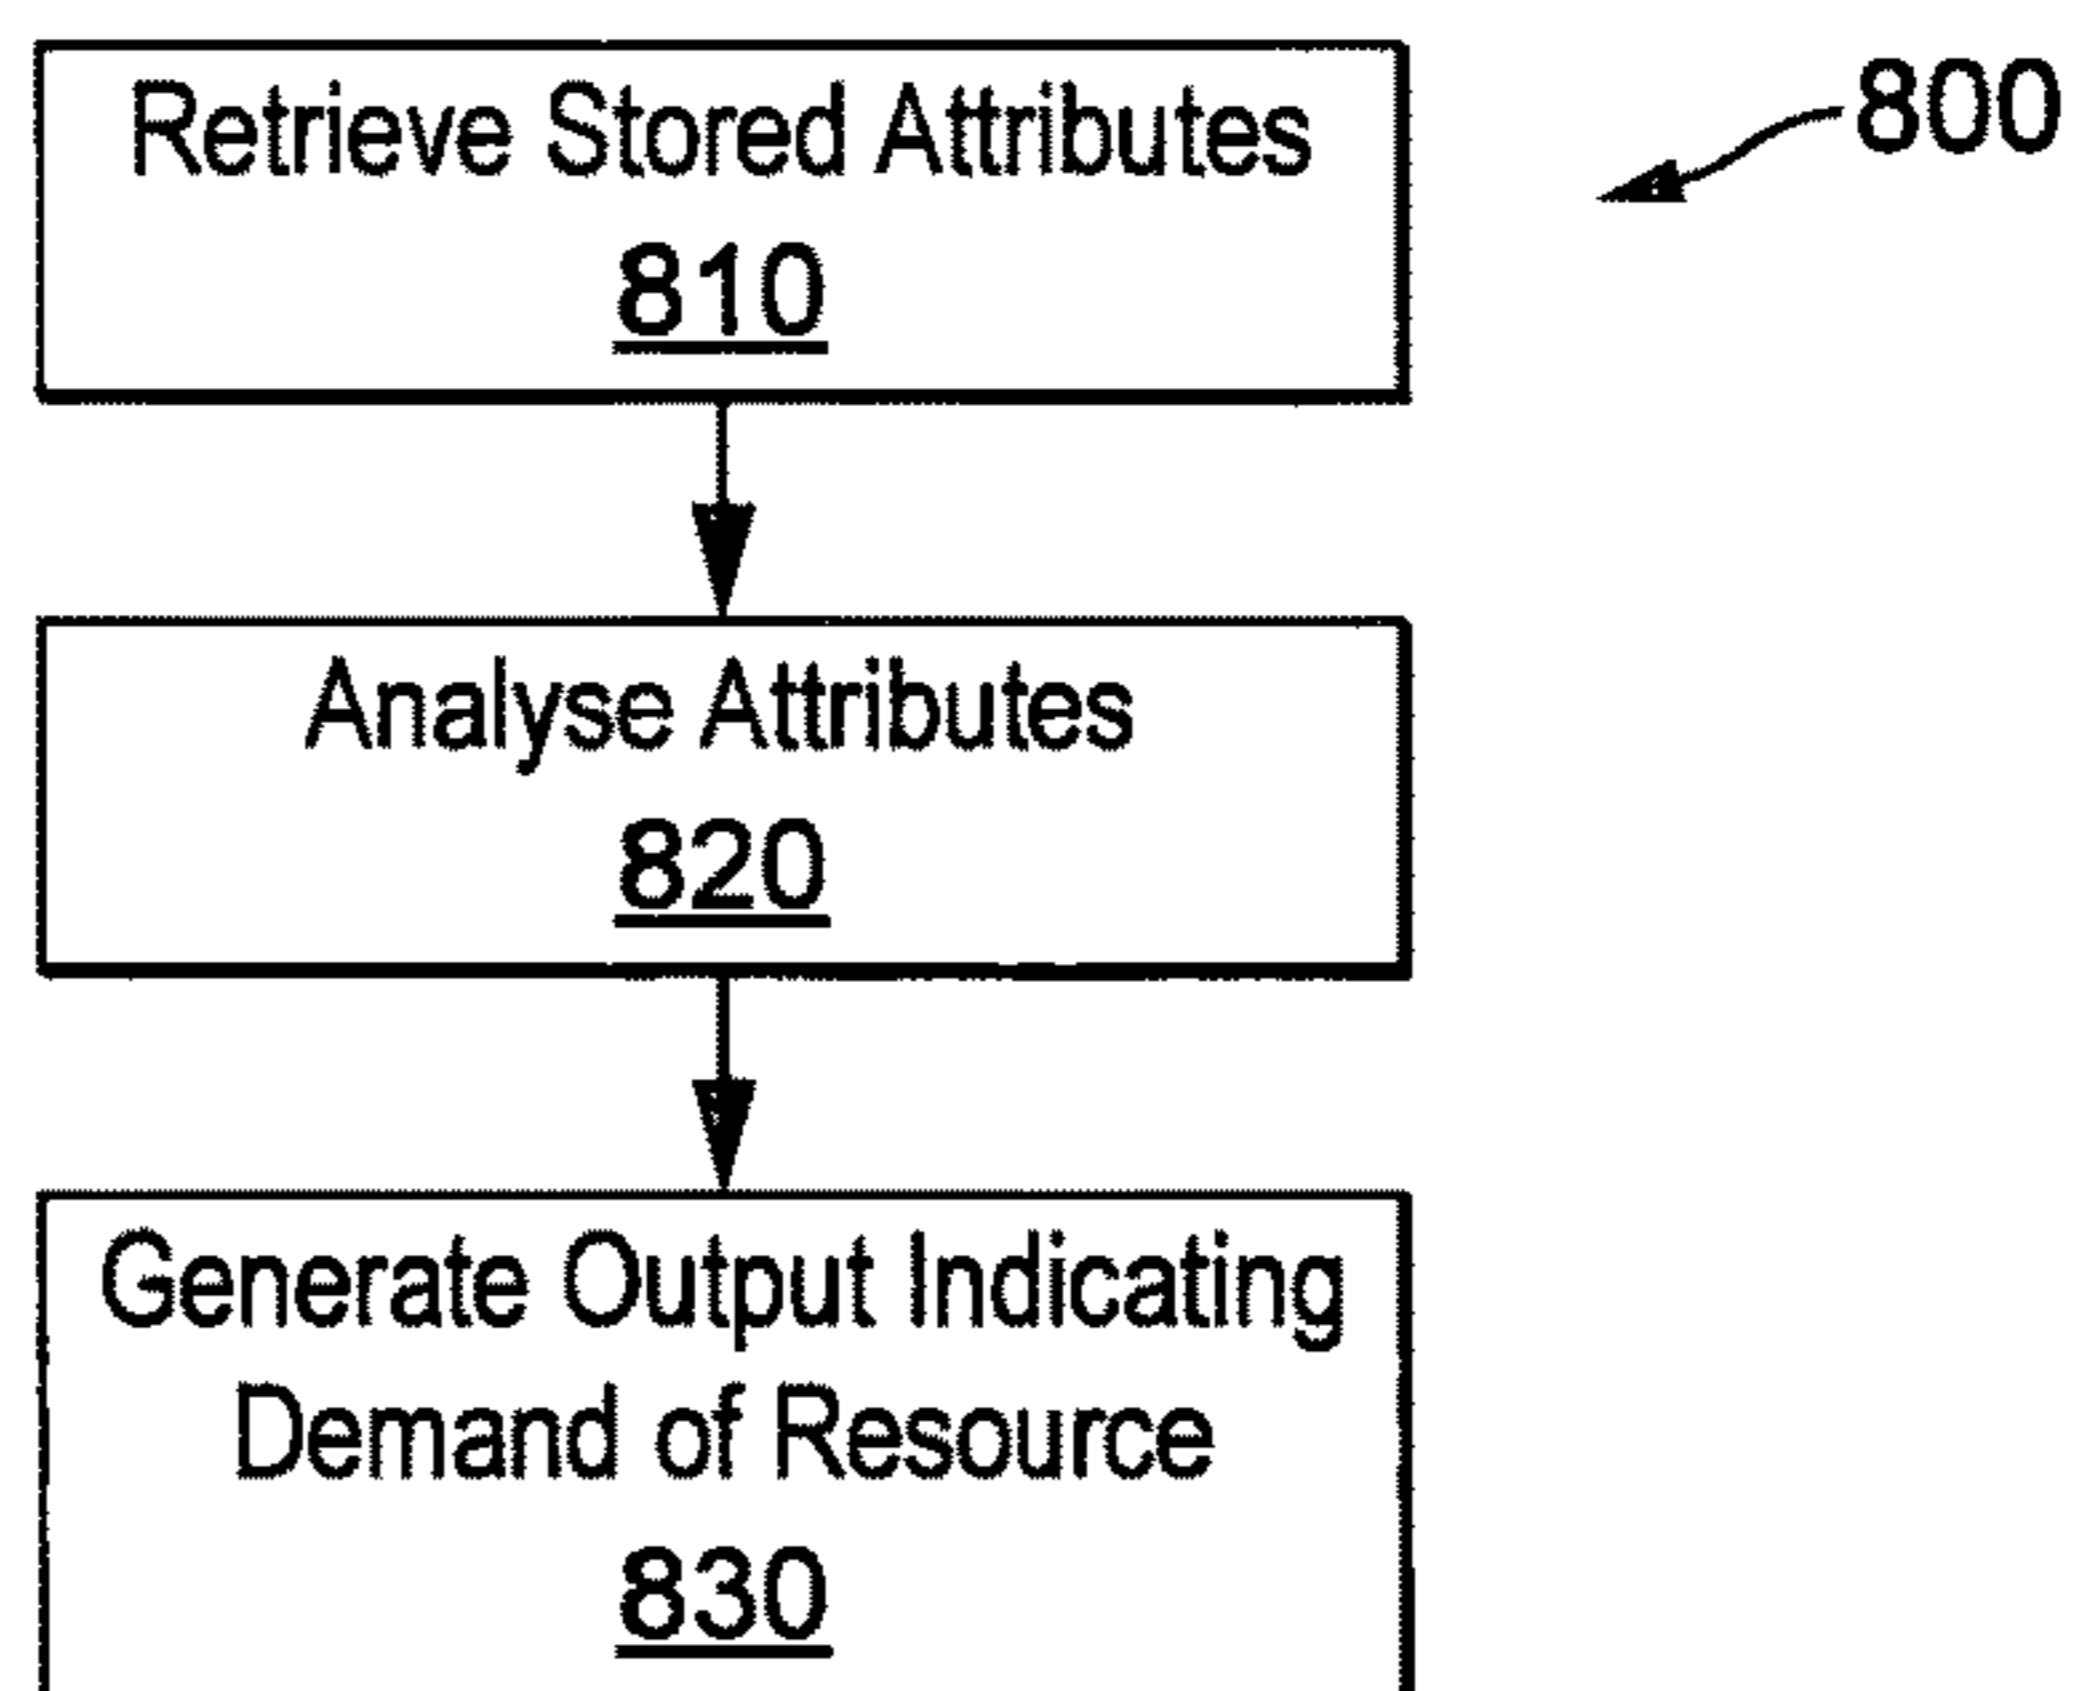 Retrieve Stored Attributes
800
810
Analyse Attributes
820
Generate Output Indicating
Demand of Resource
830